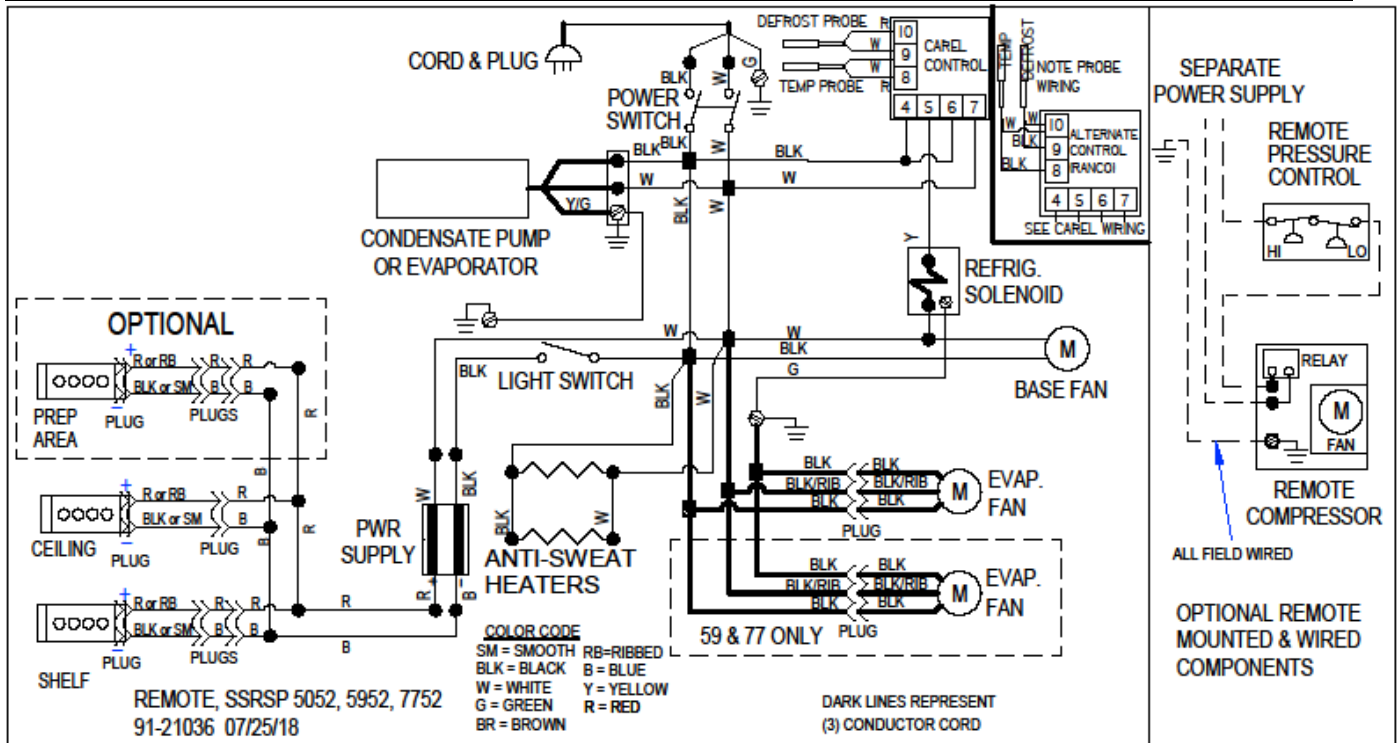 CORD & PLUG
DEFROST PROBE R
W
W
TEMP PROBE R
10
9
8
CAREL
CONTROL
4 5 6 7
TEMP
DEFROST
NOTE PROBE
WIRING
W W
BLK
BLK
10
9
8
ALTERNATE
CONTROL
4 5 6 7
SEE CAREL WIRING
SEPARATE
POWER SUPPLY
REMOTE
PRESSURE
CONTROL
HI LO
BLK W G
POWER
SWITCH
BLK W
BLK BLK
W W
Y/G
BLK W
Y
CONDENSATE PUMP
OR EVAPORATOR
REFRIG.
SOLENOID
OPTIONAL
+ R or RB R R
BLK or SM B B
-
PREP
AREA
PLUG PLUGS
R
W W
BLK
BLK LIGHT SWITCH
G
M
BASE FAN
BLK W
RELAY
M
FAN
REMOTE
COMPRESSOR
ALL FIELD WIRED
B
+ R or RB R
BLK or SM B
-
CEILING
PLUG PLUG
B R
W BLK
PWR
SUPPLY
R + B -
BLK W
ANTI-SWEAT
HEATERS
BLK BLK
BLK/RIB BLK/RIB
BLK BLK
PLUG
M EVAP.
FAN
BLK BLK
BLK/RIB BLK/RIB
BLK BLK
PLUG
M EVAP.
FAN
59 & 77 ONLY
+ R or RB R R
BLK or SM B B
-
PLUG PLUGS
SHELF
R
B
COLOR CODE
SM = SMOOTH RB=RIBBED
BLK = BLACK B = BLUE
W = WHITE Y = YELLOW
G = GREEN R = RED
BR = BROWN
OPTIONAL REMOTE
MOUNTED & WIRED
COMPONENTS
REMOTE, SSRSP 5052, 5952, 7752
91-21036 07/25/18
DARK LINES REPRESENT
(3) CONDUCTOR CORD